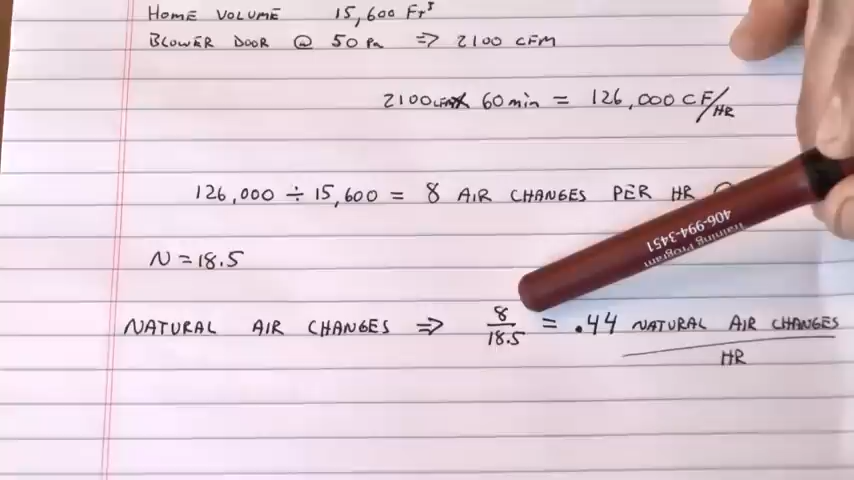 HOME VOLUME 15,600 FT³
BLOWER DOOR @ 50 Pa ⇒ 2100 CFM
2100 CFM X 60 min = 126,000 CF/HR
126,000 ÷ 15,600 = 8 AIR CHANGES PER HR
N = 18.5
NATURAL AIR CHANGES ⇒ 8/18.5 = .44 NATURAL AIR CHANGES/HR
Training Program
406-994-3451